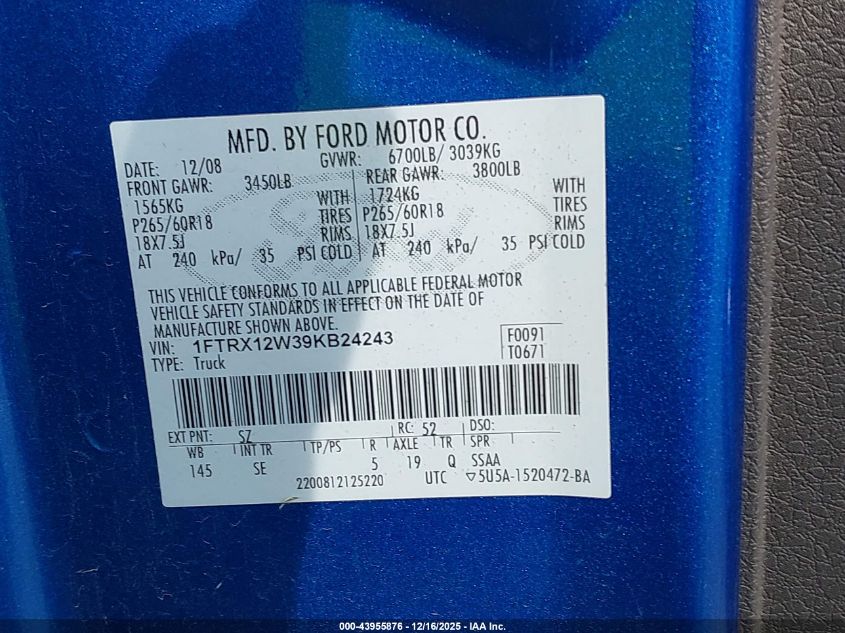 MFD. BY FORD MOTOR CO.
DATE: 12/08 GVWR: 6700LB/ 3039KG
FRONT GAWR: 3450LB REAR GAWR: 3800LB
1565KG WITH 1724KG WITH
P265/60R18 TIRES P265/60R18 TIRES
18X7.5J RIMS 18X7.5J RIMS
AT 240 kPa/ 35 PSI COLD AT 240 kPa/ 35 PSI COLD
THIS VEHICLE CONFORMS TO ALL APPLICABLE FEDERAL MOTOR
VEHICLE SAFETY STANDARDS IN EFFECT ON THE DATE OF
MANUFACTURE SHOWN ABOVE.
VIN: 1FTRX12W39KB24243 F0091
TYPE: Truck T0671
EXT PNT: SZ RC: 52 DSO:
WB INT TR TP/PS R AXLE TR SPR
145 SE 5 19 Q SSAA
2200812125220 UTC 5U5A-1520472-BA
000-43955876 - 12/16/2025 - IAA Inc.